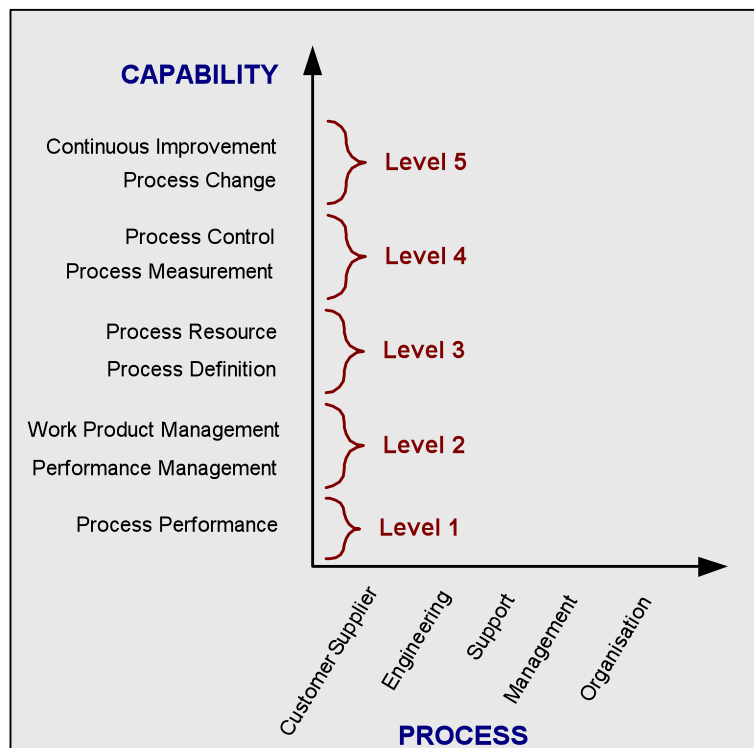 CAPABILITY
Continuous Improvement
Process Change
Level 5
Process Control
Process Measurement
Level 4
Process Resource
Process Definition
Level 3
Work Product Management
Performance Management
Level 2
Process Performance
Level 1
Customer Supplier
Engineering
Support
Management
Organisation
PROCESS